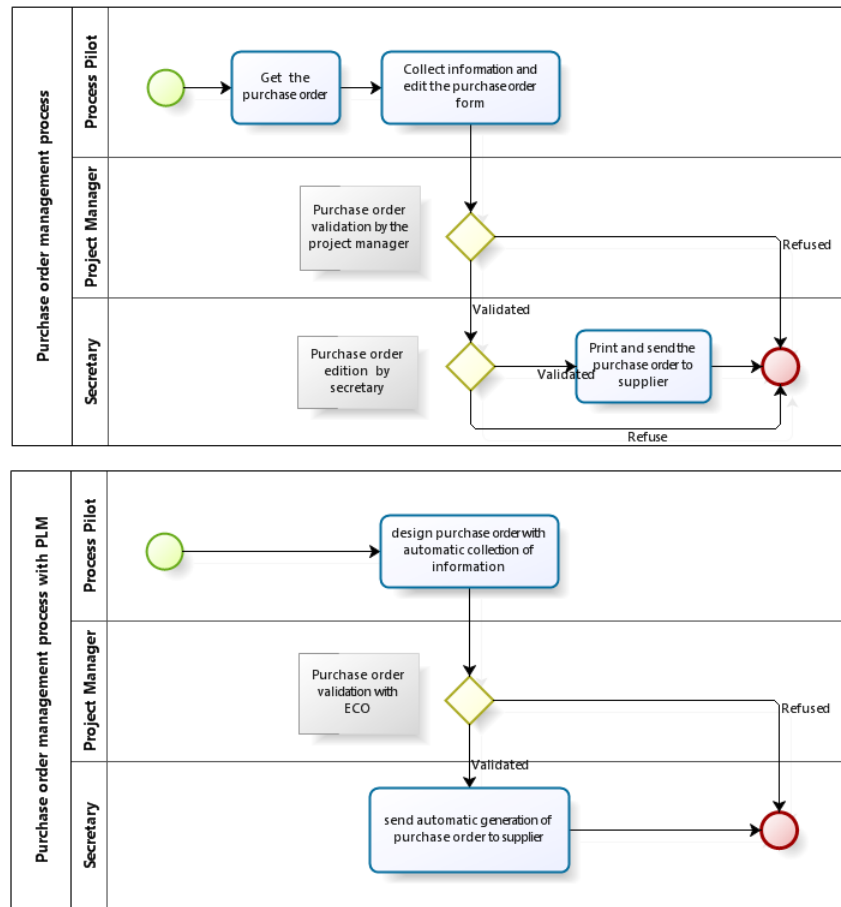 Purchase order management process
Process Pilot
Get the
purchase order
Collect information and
edit the purchase order
form
Project Manager
Purchase order
validation by the
project manager
Refused
Validated
Secretary
Purchase order
edition by
secretary
Validated
Print and send the
purchase order to
supplier
Refuse
Purchase order management process with PLM
Process Pilot
design purchase order with
automatic collection of
information
Project Manager
Purchase order
validation with
ECO
Refused
Validated
Secretary
send automatic generation of
purchase order to supplier